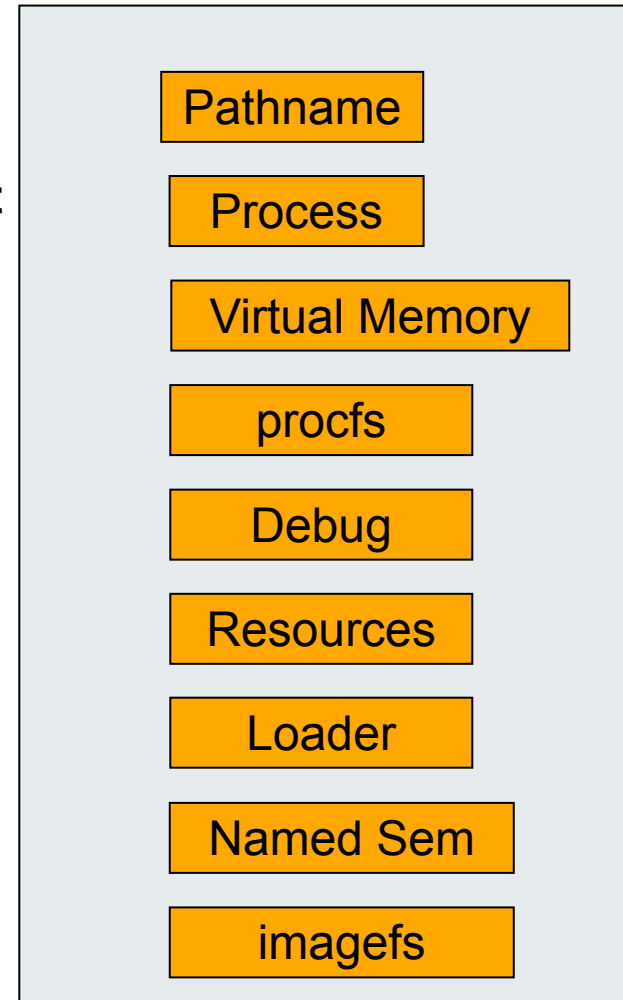 Pathname
Process
Virtual Memory
procfs
Debug
Resources
Loader
Named Sem
imagefs